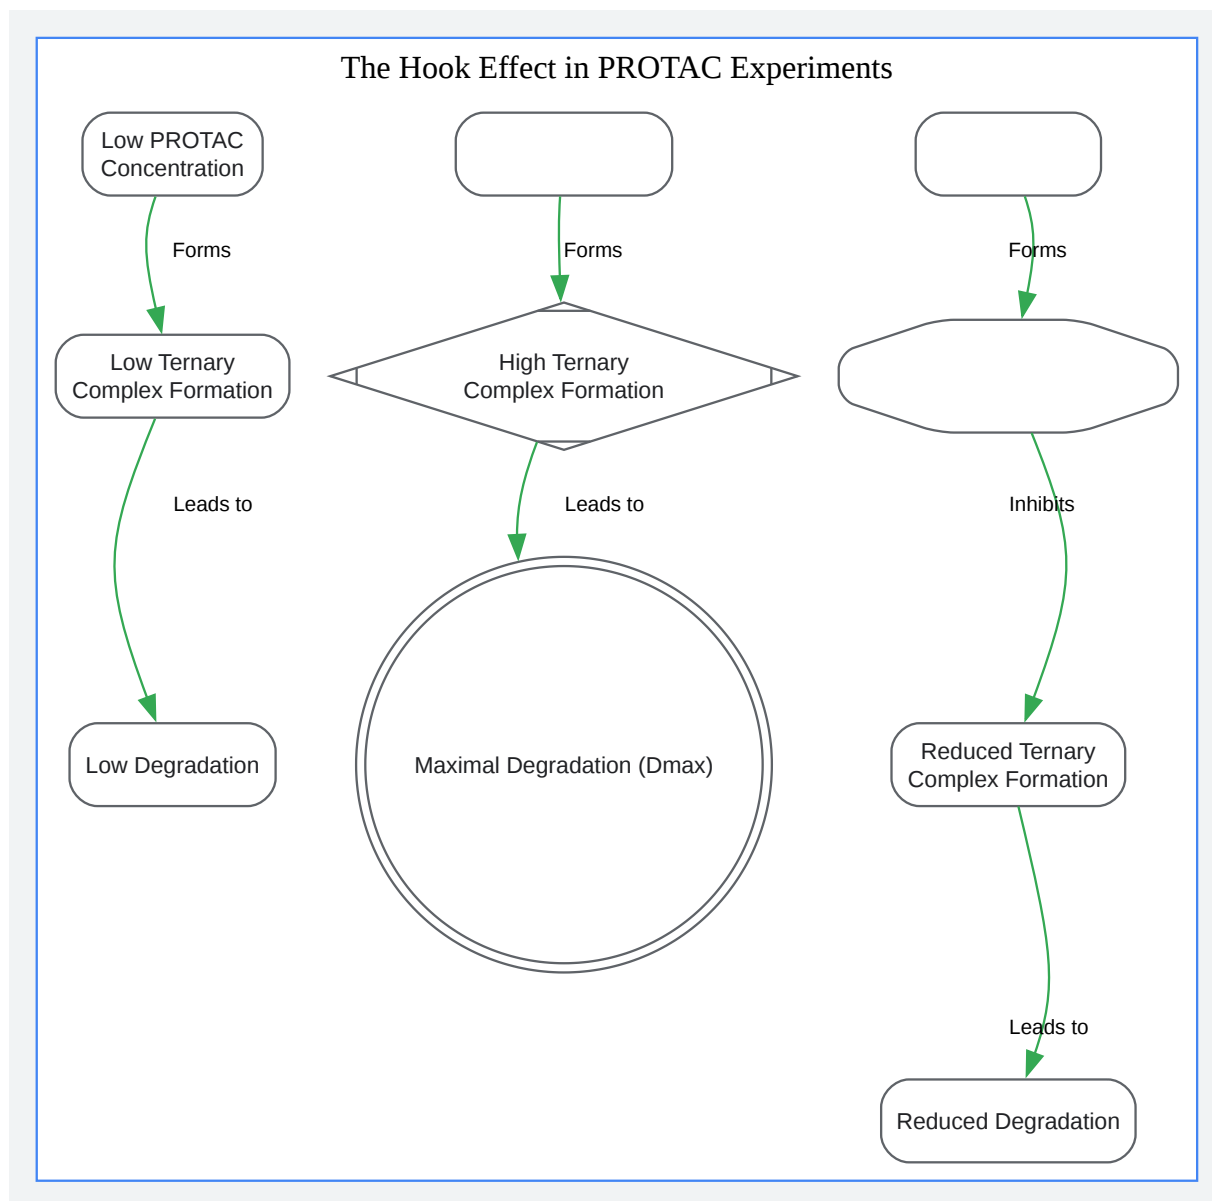 The Hook Effect in PROTAC Experiments
Low PROTAC
Concentration
Forms
Forms
Forms
Low Ternary
Complex Formation
High Ternary
Complex Formation
Leads to
Leads to
Inhibits
Low Degradation
Maximal Degradation (Dmax)
Reduced Ternary
Complex Formation
Leads to
Reduced Degradation